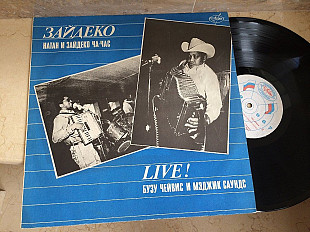 ЗАЙДЕКО
НАТАН И ЗАЙДЕКО ЧА-ЧАС
LIVE!
БУЗУ ЧЕЙВИС И МЭДЖИК САУНДС